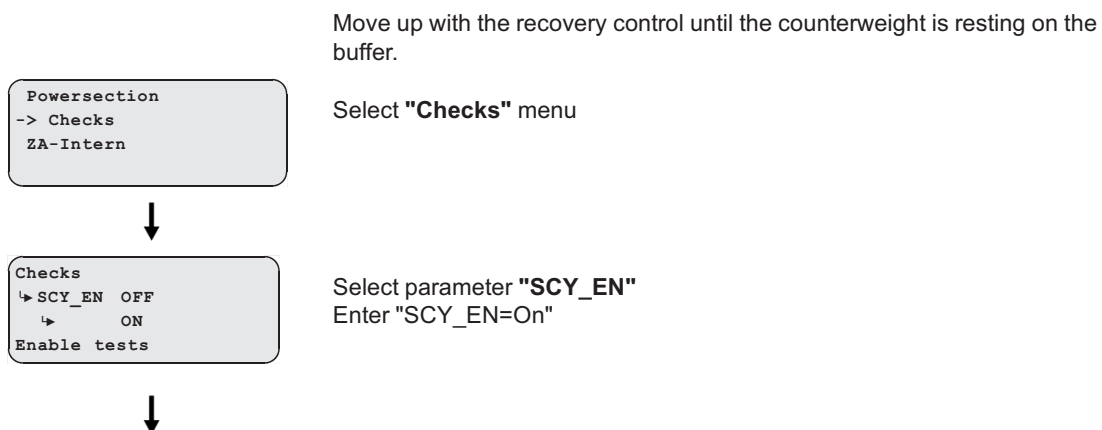 Move up with the recovery control until the counterweight is resting on the
buffer.
Powersection
-> Checks
ZA-Intern
Select "Checks" menu
Checks
↳ SCY_EN OFF
↳ ON
Enable tests
Select parameter "SCY_EN"
Enter "SCY_EN=On"